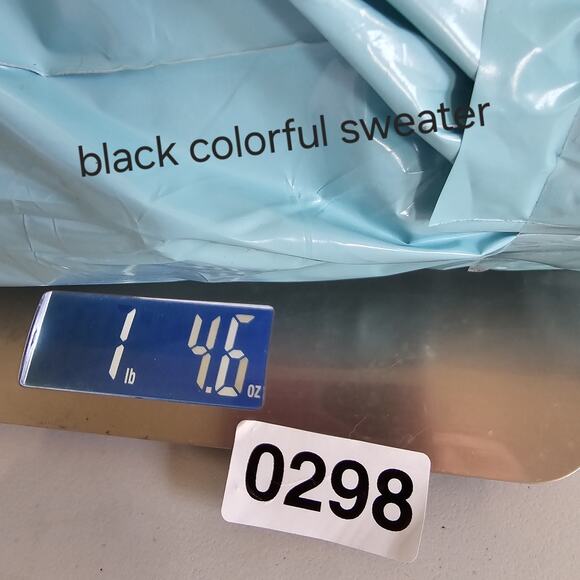 black colorful sweater
1 lb 4.6 oz
0298